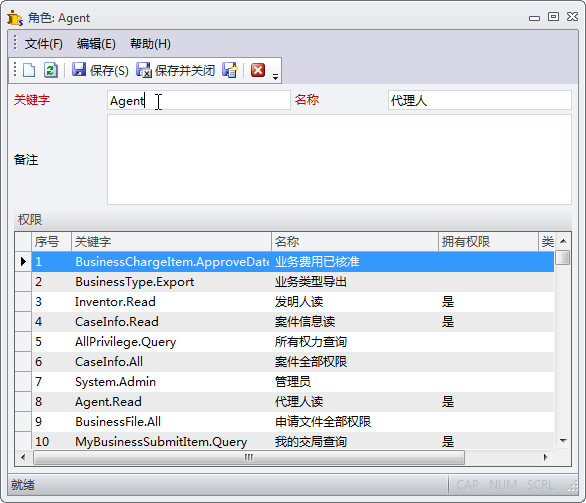 角色: Agent
文件(F) 编辑(E) 帮助(H)
保存(S) 保存并关闭
关键字 Agent 名称 代理人
备注
权限
序号 关键字 名称 拥有权限 类
1 BusinessChargeItem.ApproveDate 业务费用已核准
2 BusinessType.Export 业务类型导出
3 Inventor.Read 发明人读 是
4 CaseInfo.Read 案件信息读 是
5 AllPrivilege.Query 所有权力查询
6 CaseInfo.All 案件全部权限
7 System.Admin 管理员
8 Agent.Read 代理人读 是
9 BusinessFile.All 申请文件全部权限
10 MyBusinessSubmitItem.Query 我的交局查询 是
就绪 CAP NUM SCRL